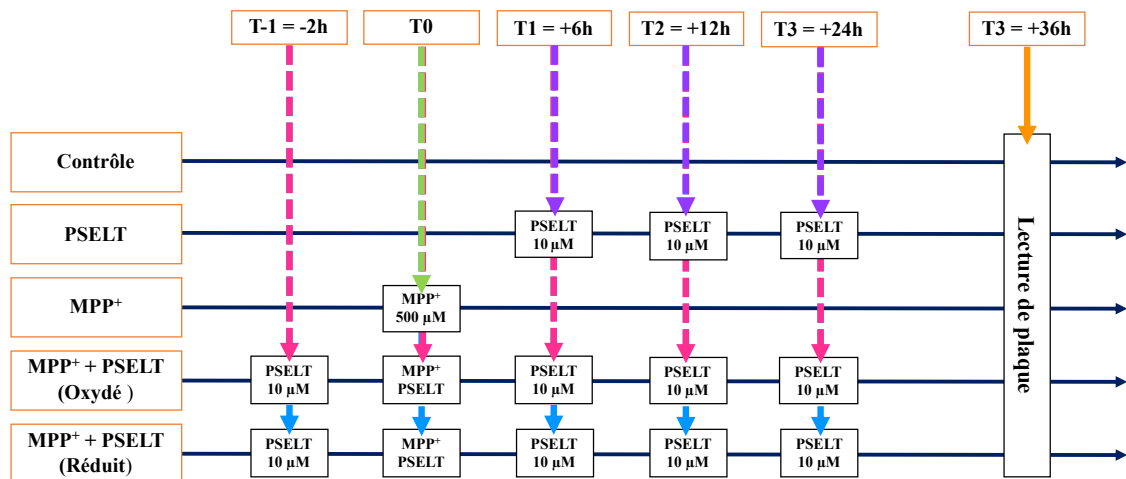 T-1 = -2h
T0
T1 = +6h
T2 = +12h
T3 = +24h
T3 = +36h
Contrôle
PSELT
PSELT
10 µM
PSELT
10 µM
PSELT
10 µM
MPP⁺
MPP⁺
500 µM
MPP⁺ + PSELT
(Oxydé )
PSELT
10 µM
MPP⁺
PSELT
PSELT
10 µM
PSELT
10 µM
PSELT
10 µM
MPP⁺ + PSELT
(Réduit)
PSELT
10 µM
MPP⁺
PSELT
PSELT
10 µM
PSELT
10 µM
PSELT
10 µM
Lecture de plaque